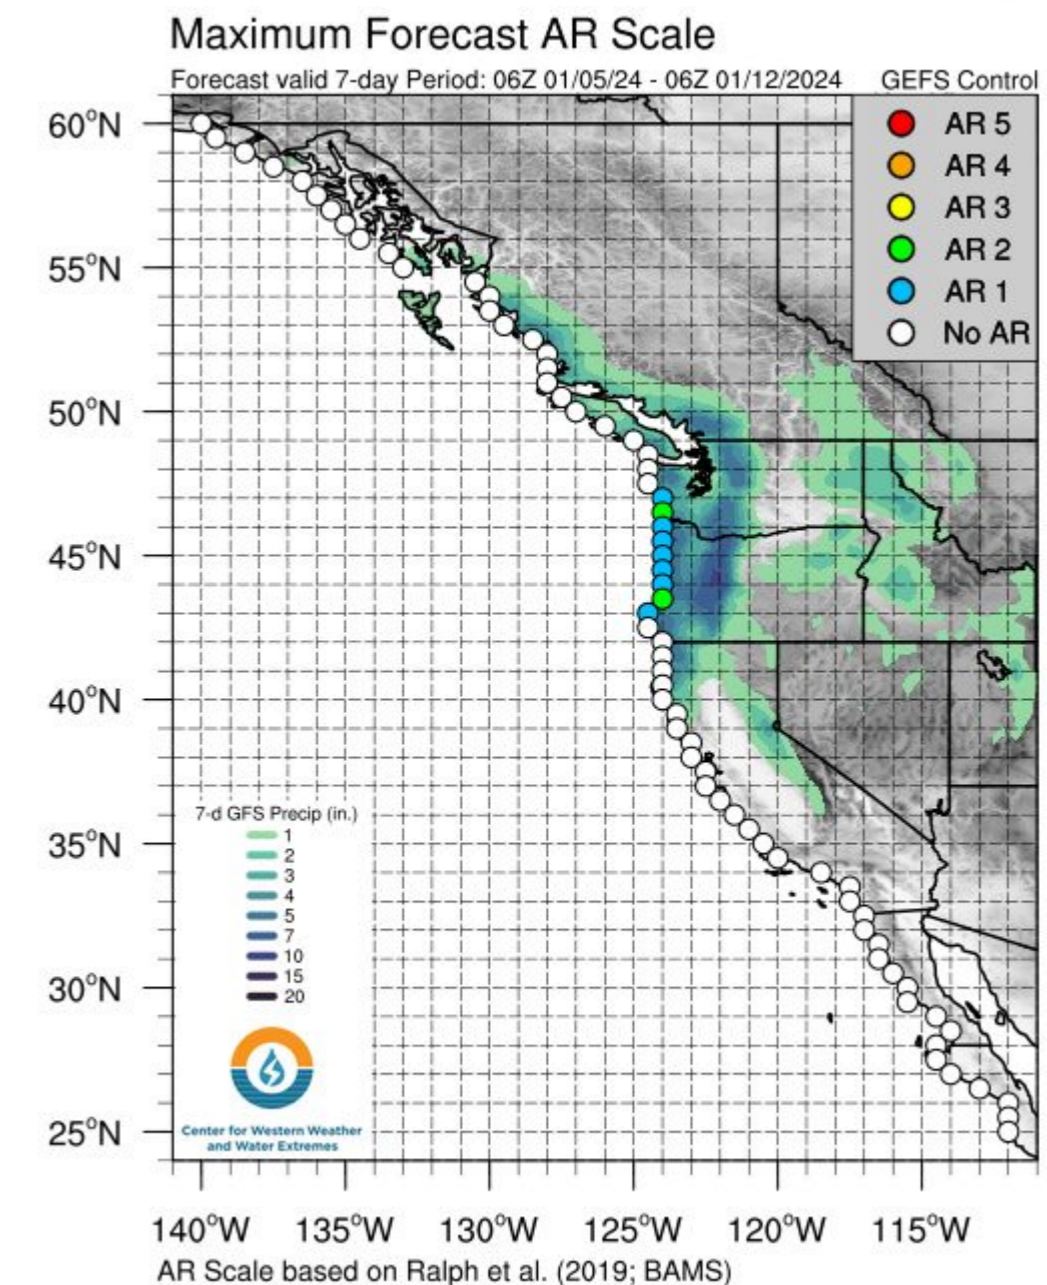 Maximum Forecast AR Scale
Forecast valid 7-day Period: 06Z 01/05/24 - 06Z 01/12/2024 GEFS Control
AR 5
AR 4
AR 3
AR 2
AR 1
No AR
60°N
55°N
50°N
45°N
40°N
35°N
30°N
25°N
7-d GFS Precip (in.)
1
2
3
4
5
7
10
15
20
Center for Western Weather
and Water Extremes
140°W 135°W 130°W 125°W 120°W 115°W
AR Scale based on Ralph et al. (2019; BAMS)